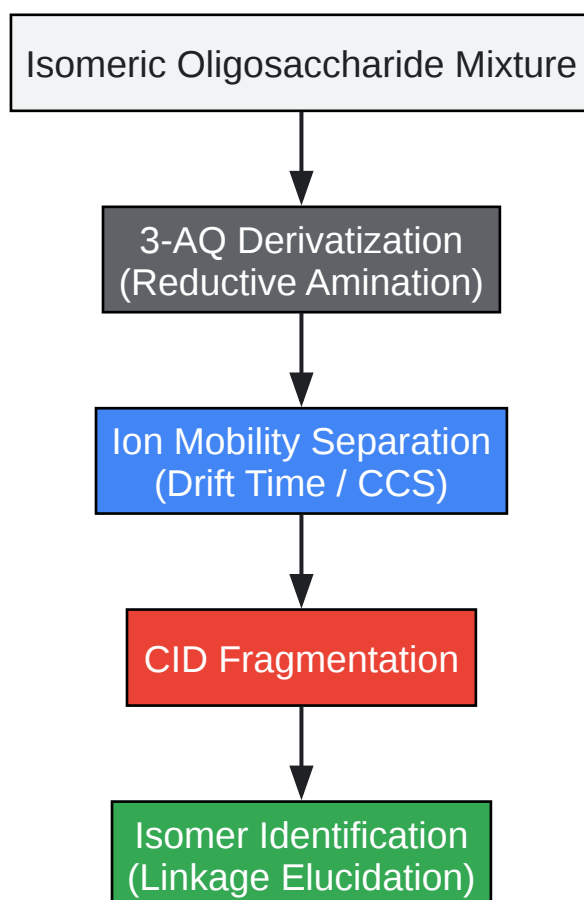 Isomeric Oligosaccharide Mixture
3-AQ Derivatization
(Reductive Amination)
Ion Mobility Separation
(Drift Time / CCS)
CID Fragmentation
Isomer Identification
(Linkage Elucidation)